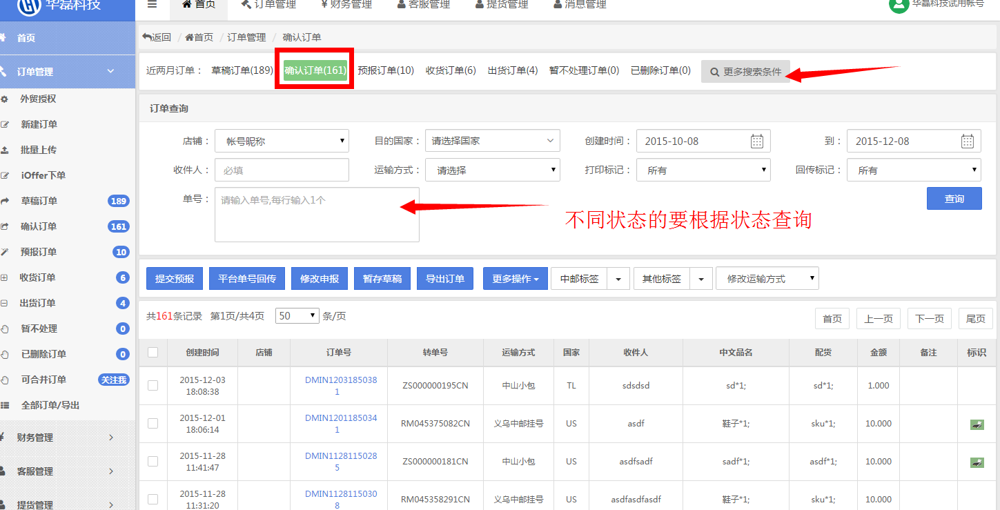 华磊科技
首页 订单管理 ¥财务管理 客服管理 提货管理 消息管理 华磊科技试用帐号
首页
订单管理
外贸授权
新建订单
批量上传
iOffer下单
草稿订单 189
确认订单 161
预报订单 10
收货订单 6
出货订单 4
暂不处理 0
已删除订单 0
可合并订单 关注我
全部订单/导出
¥ 财务管理
客服管理
提货管理
返回 / 首页 / 订单管理 / 确认订单
近两月订单： 草稿订单(189) 确认订单(161) 预报订单(10) 收货订单(6) 出货订单(4) 暂不处理订单(0) 已删除订单(0) 更多搜索条件
订单查询
店铺： 帐号昵称 目的国家： 请选择国家 创建时间： 2015-10-08 到： 2015-12-08
收件人： 必填 运输方式： 请选择 打印标记： 所有 回传标记： 所有
单号： 请输入单号,每行输入1个 查询
不同状态的要根据状态查询
提交预报 平台单号回传 修改申报 暂存草稿 导出订单 更多操作 中邮标签 其他标签 修改运输方式
共161条记录 第1页/共4页 50 条/页 首页 上一页 下一页 尾页
创建时间 店铺 订单号 转单号 运输方式 国家 收件人 中文品名 配货 金额 备注 标识
2015-12-03 18:08:38 DMIN12031850381 ZS000000195CN 中山小包 TL sdsdsd sd*1; sd*1; 1.000
2015-12-01 18:06:14 DMIN12011850341 RM045375082CN 义乌中邮挂号 US asdf 鞋子*1; sku*1; 10.000
2015-11-28 11:41:47 DMIN11281150285 ZS000000181CN 中山小包 US asdfsadf sadf*1; asdf*1; 10.000
2015-11-28 11:31:20 DMIN11281150308 RM045358291CN 义乌中邮挂号 US asdfasdfasdf 鞋子*1; sku*1; 10.000